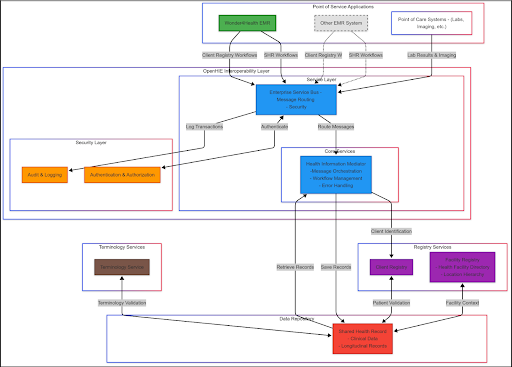 Point of Service Applications
Wonder4Health EMR
Other EMR System
Point of Care Systems - (Labs,
Imaging, etc.)
Client Registry Workflows
SHR Workflows
Client Registry W
SHR Workflows
Lab Results & Imaging
OpenHIE Interoperability Layer
Service Layer
Enterprise Service Bus -
Message Routing
- Security
Security Layer
Log Transactions
Authenticate
Route Messages
Audit & Logging
Authentication & Authorization
Core Services
Health Information Mediator
- Message Orchestration
- Workflow Management
- Error Handling
Client Identification
Terminology Services
Registry Services
Terminology Service
Retrieve Records
Save Records
Client Registry
Facility Registry
- Health Facility Directory
- Location Hierarchy
Terminology Validation
Patient Validation
Facility Context
Data Repository
Shared Health Record
- Clinical Data
- Longitudinal Records